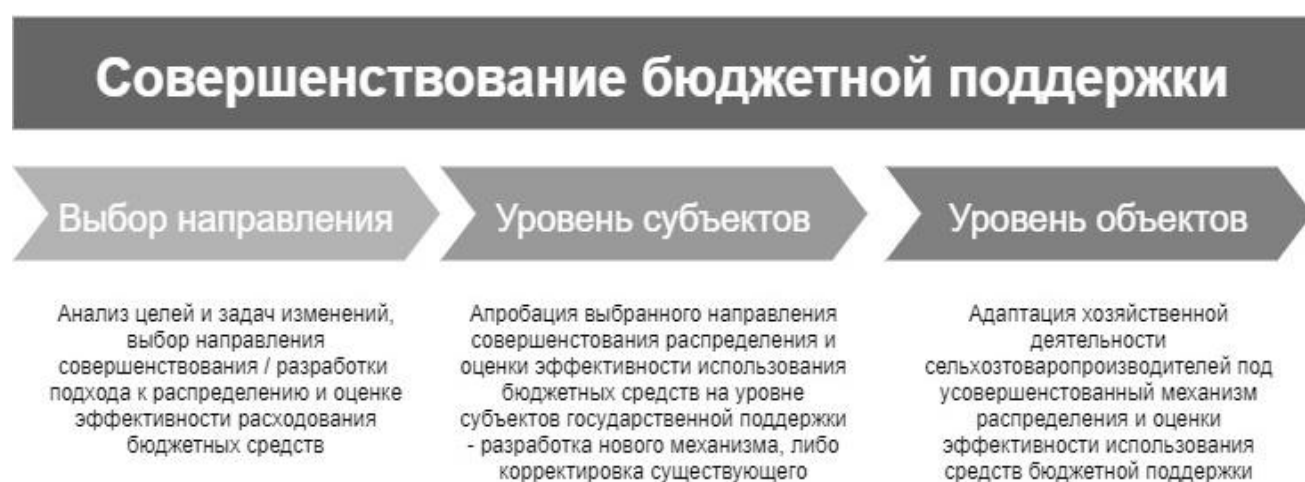 Совершенствование бюджетной поддержки
Выбор направления
Уровень субъектов
Уровень объектов
Анализ целей и задач изменений,
выбор направления
совершенствования / разработки
подхода к распределению и оценке
эффективности расходования
бюджетных средств
Апробация выбранного направления
совершенстования распределения и
оценки эффективности использования
бюджетных средств на уровне
субъектов государственной поддержки
- разработка нового механизма, либо
корректировка существующего
Адаптация хозяйственной
деятельности
сельхозтоваропроизводителей под
усовершенстованный механизм
распределения и оценки
эффективности использования
средств бюджетной поддержки